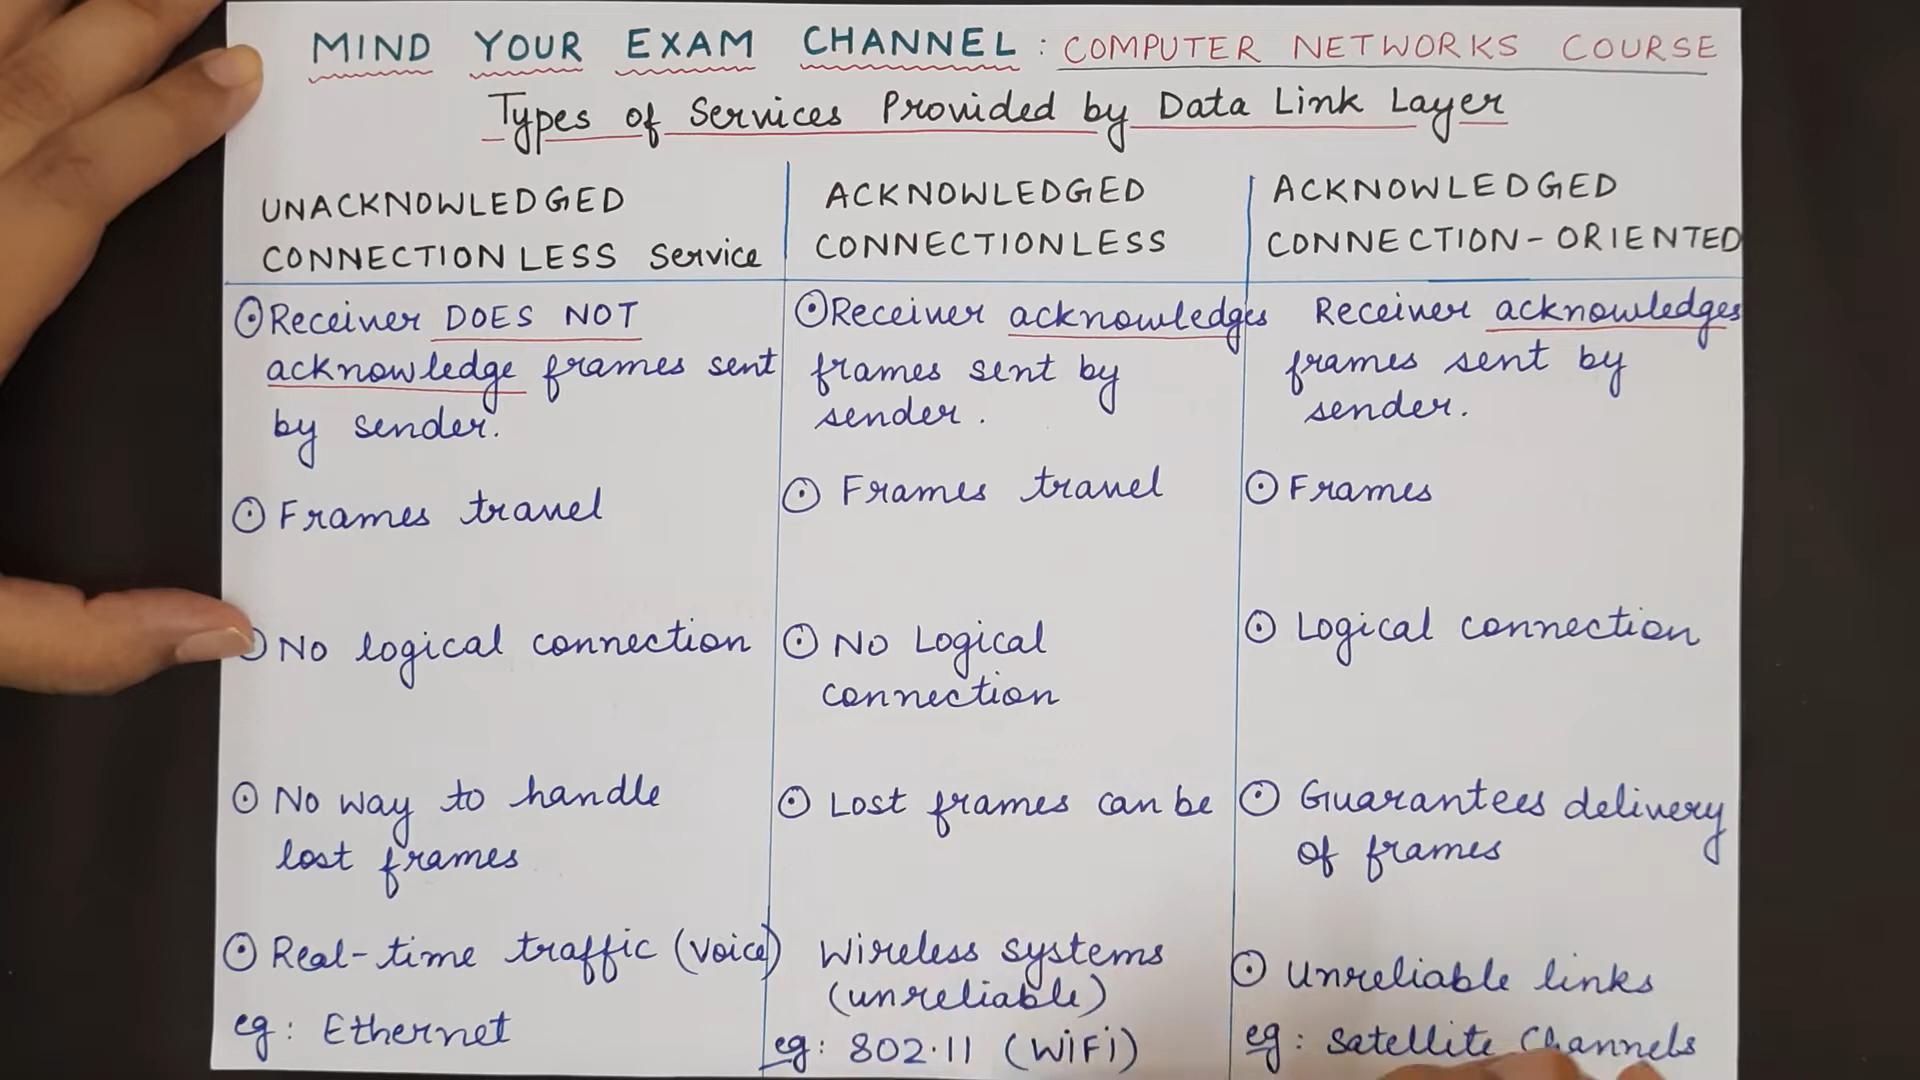 MIND YOUR EXAM CHANNEL : COMPUTER NETWORKS COURSE
Types of Services Provided by Data Link Layer
UNACKNOWLEDGED
CONNECTIONLESS Service
Receiver DOES NOT
acknowledge frames sent
by sender.
Frames travel
No logical connection
No way to handle
lost frames
Real-time traffic (voice)
eg: Ethernet
ACKNOWLEDGED
CONNECTIONLESS
Receiver acknowledges
frames sent by
sender.
Frames travel
No Logical
connection
Lost frames can be
Wireless systems
(unreliable)
eg: 802.11 (WiFi)
ACKNOWLEDGED
CONNECTION-ORIENTED
Receiver acknowledges
frames sent by
sender.
Frames
Logical connection
Guarantees delivery
of frames
Unreliable links
eg: Satellite Channels